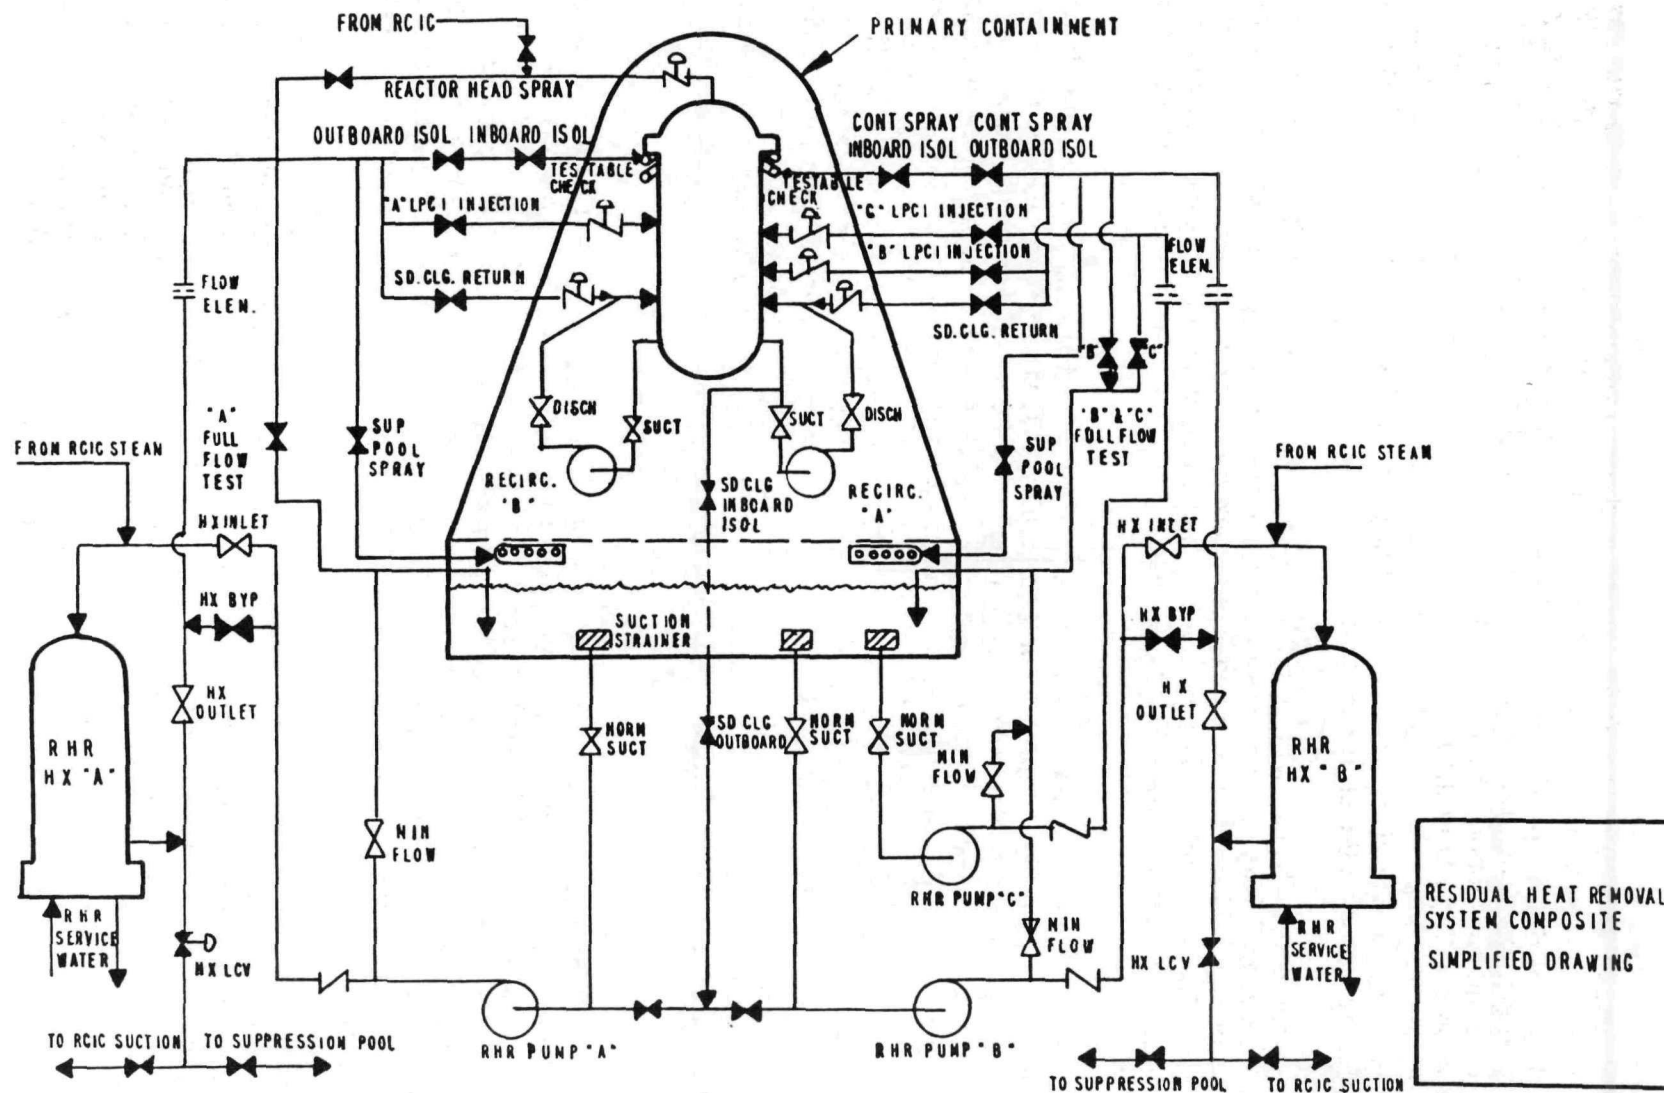 FROM RCIC
PRIMARY CONTAINMENT
REACTOR HEAD SPRAY
OUTBOARD ISOL INBOARD ISOL
CONT SPRAY CONT SPRAY
INBOARD ISOL OUTBOARD ISOL
TESTABLE
CHECK
TESTABLE
CHECK
"A" LPCI INJECTION
"C" LPCI INJECTION
"B" LPCI INJECTION
FLOW
ELEM.
FLOW
ELEM.
SD.CLG. RETURN
SD.CLG. RETURN
"B"
"C"
DISCH
SUCT
SUCT
DISCH
"A"
FULL
FLOW
TEST
SUP
POOL
SPRAY
"B" & "C"
FULL FLOW
TEST
SUP
POOL
SPRAY
FROM RCIC STEAM
FROM RCIC STEAM
RECIRC.
"B"
SD CLG
INBOARD
ISOL
RECIRC.
"A"
HX INLET
HX INLET
HX BYP
HX BYP
SUCTION
STRAINER
HX
OUTLET
HX
OUTLET
NORM
SUCT
SD CLG
OUTBOARD
NORM
SUCT
NORM
SUCT
RHR
HX "A"
RHR
HX "B"
MIN
FLOW
MIN
FLOW
RHR PUMP "C"
MIN
FLOW
RHR
SERVICE
WATER
HX LCV
HX LCV
RHR
SERVICE
WATER
RESIDUAL HEAT REMOVAL
SYSTEM COMPOSITE
SIMPLIFIED DRAWING
TO RCIC SUCTION
TO SUPPRESSION POOL
RHR PUMP "A"
RHR PUMP "B"
TO SUPPRESSION POOL
TO RCIC SUCTION